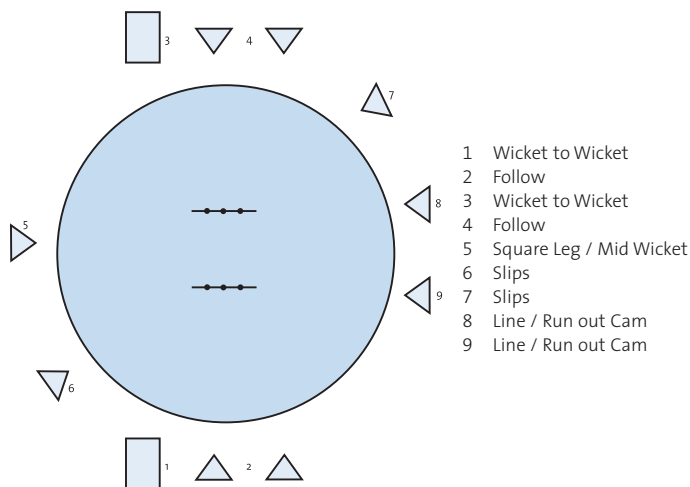 3
4
7
5
8
9
6
1
2
1 Wicket to Wicket
2 Follow
3 Wicket to Wicket
4 Follow
5 Square Leg / Mid Wicket
6 Slips
7 Slips
8 Line / Run out Cam
9 Line / Run out Cam